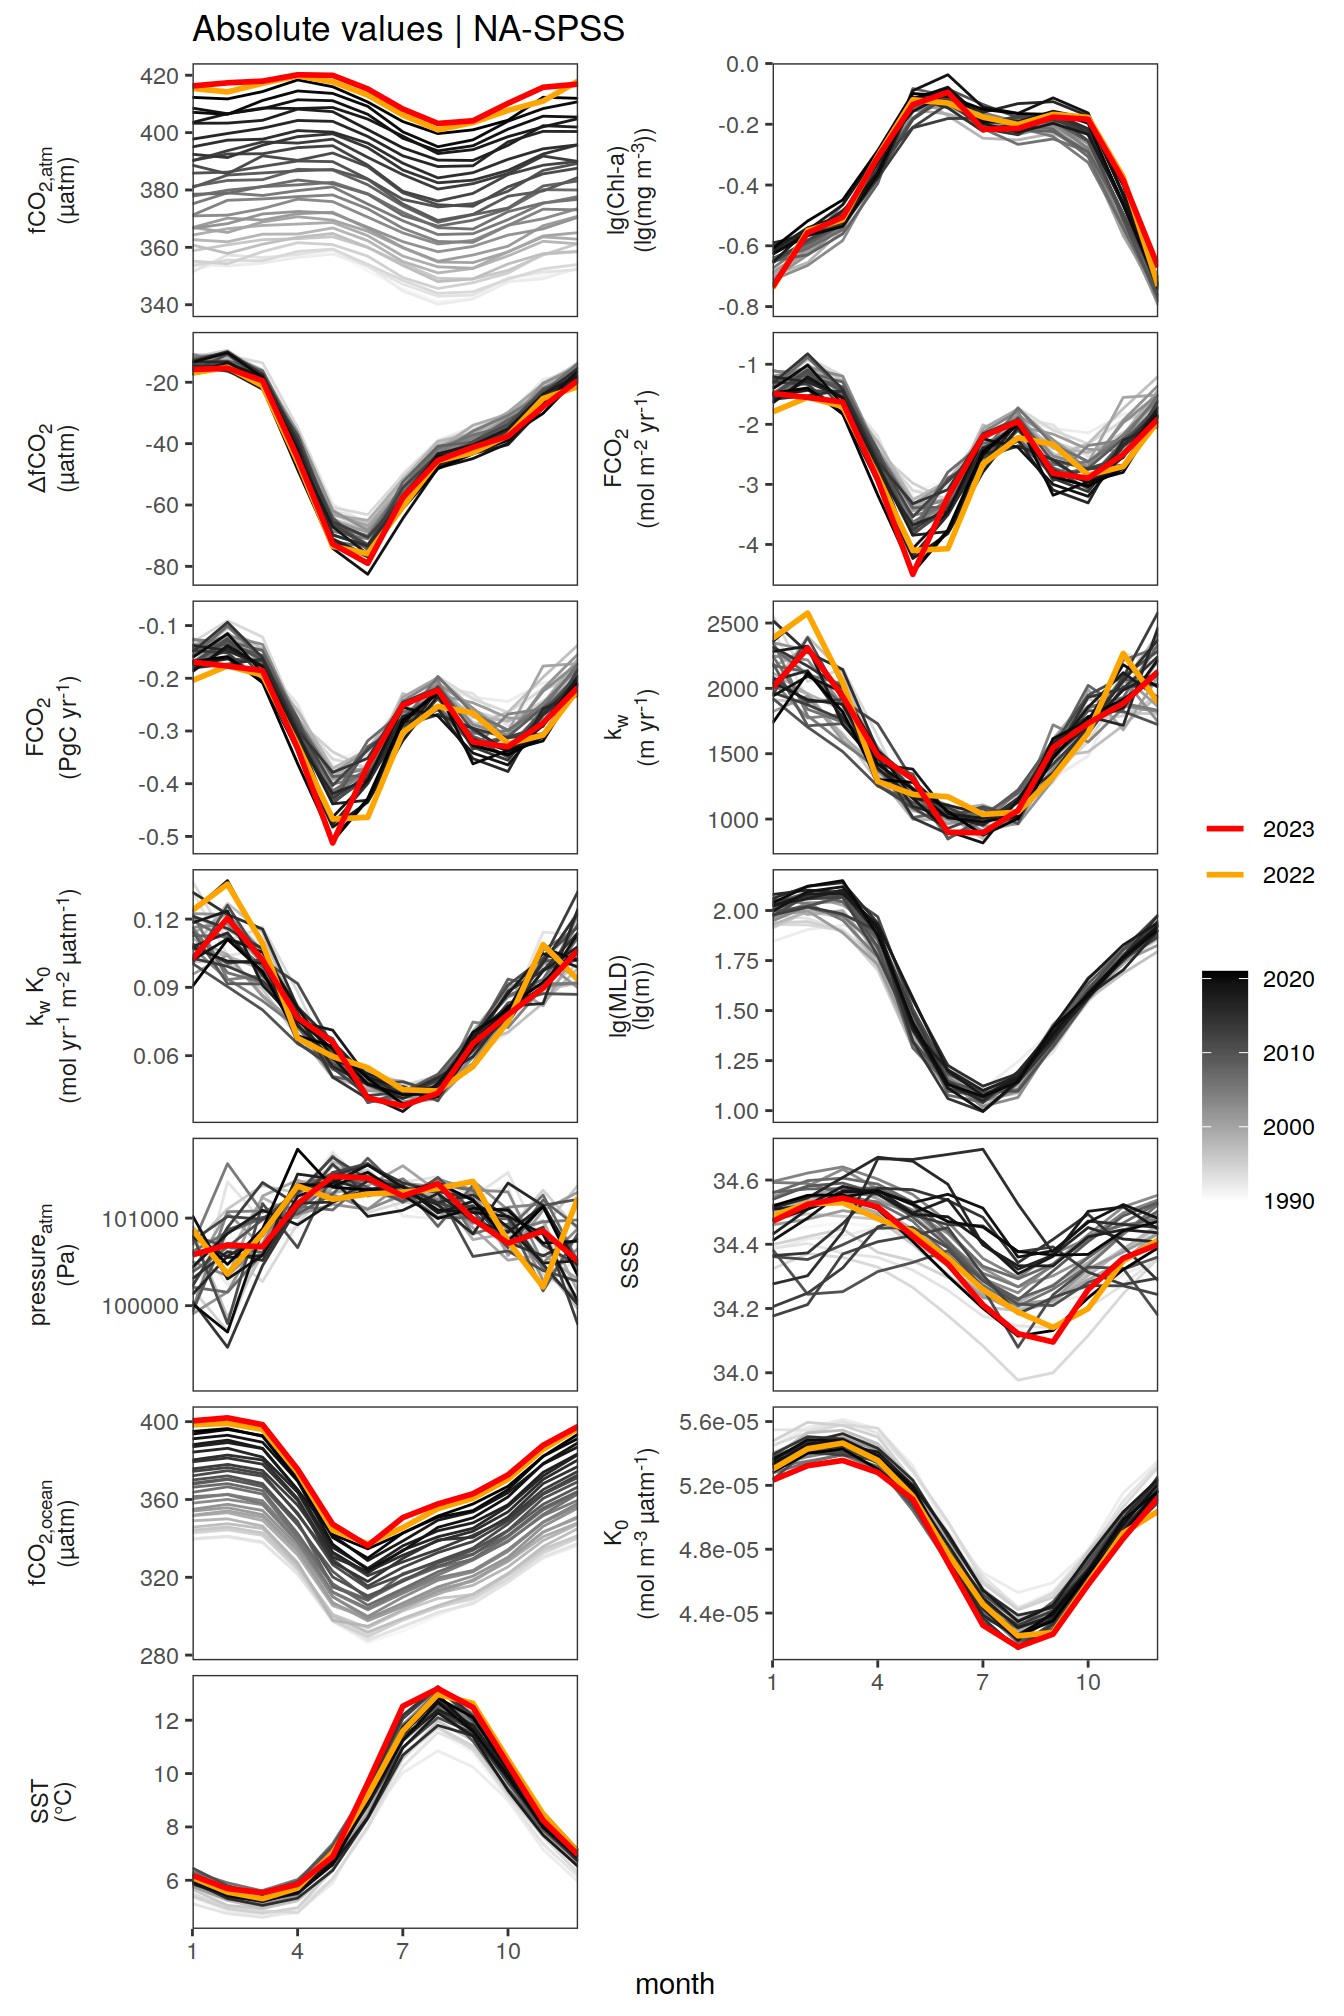 Absolute values | NA-SPSS
fCO2,atm
(µatm)
420
400
380
360
340
lg(Chl-a)
(lg(mg m-3))
0.0
-0.2
-0.4
-0.6
-0.8
ΔfCO2
(µatm)
-20
-40
-60
-80
FCO2
(mol m-2 yr-1)
-1
-2
-3
-4
FCO2
(PgC yr-1)
-0.1
-0.2
-0.3
-0.4
-0.5
kw
(m yr-1)
2500
2000
1500
1000
kw K0
(mol yr-1 m-2 µatm-1)
0.12
0.09
0.06
lg(MLD)
(lg(m))
2.00
1.75
1.50
1.25
1.00
pressureatm
(Pa)
101000
100000
SSS
34.6
34.4
34.2
34.0
fCO2,ocean
(µatm)
400
360
320
280
K0
(mol m-3 µatm-1)
5.6e-05
5.2e-05
4.8e-05
4.4e-05
1 4 7 10
SST
(°C)
12
10
8
6
1 4 7 10
month
2023
2022
2020
2010
2000
1990